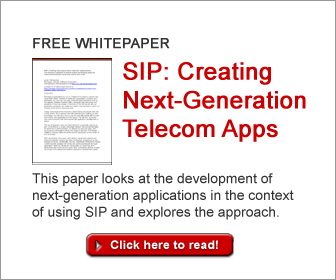 FREE WHITEPAPER
SIP: Creating
Next-Generation
Telecom Apps
This paper looks at the development of
next-generation applications in the context
of using SIP and explores the approach.
Click here to read!